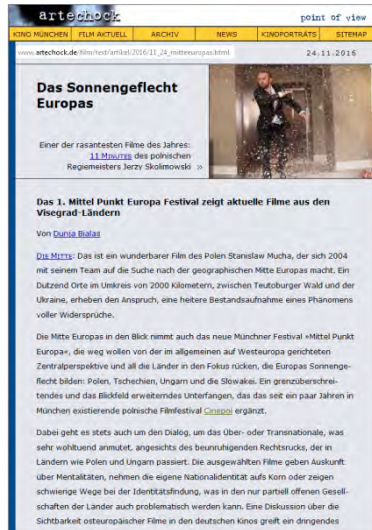 artechock
point of view
KINO MÜNCHEN FILM AKTUELL ARCHIV NEWS KINOPORTRÄTS SITEMAP
www.artechock.de/film/text/artikel/2016/11_24_mitteeuropas.html
24.11.2016
Das Sonnengeflecht
Europas
Einer der rasantesten Filme des Jahres:
11 MINUTES des polnischen
Regiemeisters Jerzy Skolimowski »
Das 1. Mittel Punkt Europa Festival zeigt aktuelle Filme aus den
Visegrad-Ländern
Von Dunja Bialas
DIE MITTE: Das ist ein wunderbarer Film des Polen Stanislaw Mucha, der sich 2004
mit seinem Team auf die Suche nach der geographischen Mitte Europas macht. Ein
Dutzend Orte im Umkreis von 2000 Kilometern, zwischen Teutoburger Wald und der
Ukraine, erheben den Anspruch, eine heitere Bestandsaufnahme eines Phänomens
voller Widersprüche.
Die Mitte Europas in den Blick nimmt auch das neue Münchner Festival »Mittel Punkt
Europa«, die weg wollen von der im allgemeinen auf Westeuropa gerichteten
Zentralperspektive und all die Länder in den Fokus rücken, die Europas Sonnenge-
flecht bilden: Polen, Tschechien, Ungarn und die Slowakei. Ein grenzüberschrei-
tendes und das Blickfeld erweiterndes Unterfangen, das das seit ein paar Jahren in
München existierende polnische Filmfestival Cinepol ergänzt.
Dabei geht es stets auch um den Dialog, um das Über- oder Transnationale, was
sehr wohltuend anmutet, angesichts des beunruhigenden Rechtsrucks, der in
Ländern wie Polen und Ungarn passiert. Die ausgewählten Filme geben Auskunft
über Mentalitäten, nehmen die eigene Nationalidentität aufs Korn oder zeigen
schwierige Wege bei der Identitätsfindung, was in den nur partiell offenen Gesell-
schaften der Länder auch problematisch werden kann. Eine Diskussion über die
Sichtbarkeit osteuropäischer Filme in den deutschen Kinos greift ein dringendes